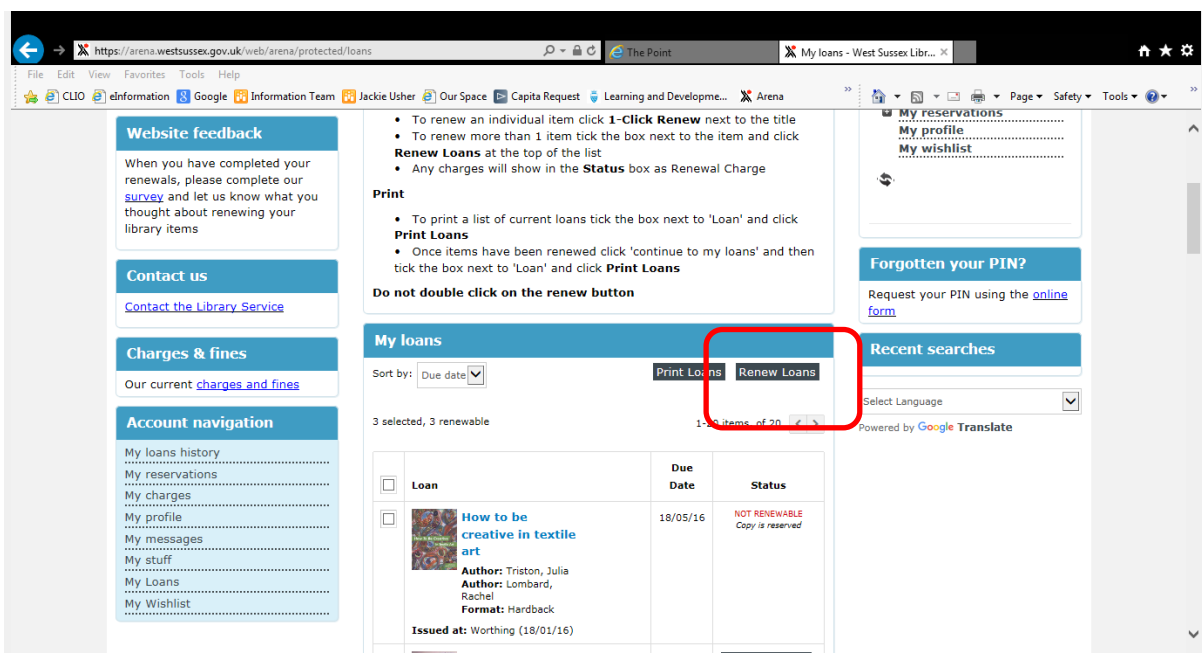 https://arena.westsussex.gov.uk/web/arena/protected/loans
The Point
My loans - West Sussex Libr...
File Edit View Favorites Tools Help
CLIO eInformation Google Information Team Jackie Usher Our Space Capita Request Learning and Developme... Arena
Page Safety Tools
Website feedback
When you have completed your
renewals, please complete our
survey and let us know what you
thought about renewing your
library items
Contact us
Contact the Library Service
Charges & fines
Our current charges and fines
Account navigation
My loans history
My reservations
My charges
My profile
My messages
My stuff
My Loans
My Wishlist
• To renew an individual item click 1-Click Renew next to the title
• To renew more than 1 item tick the box next to the item and click
Renew Loans at the top of the list
• Any charges will show in the Status box as Renewal Charge
Print
• To print a list of current loans tick the box next to 'Loan' and click
Print Loans
• Once items have been renewed click 'continue to my loans' and then
tick the box next to 'Loan' and click Print Loans
Do not double click on the renew button
My loans
Sort by: Due date
Print Loans Renew Loans
3 selected, 3 renewable
1-20 items, of 20 < >
Loan
Due
Date
Status
How to be
creative in textile
art
Author: Triston, Julia
Author: Lombard,
Rachel
Format: Hardback
Issued at: Worthing (18/01/16)
18/05/16
NOT RENEWABLE
Copy is reserved
My reservations
My profile
My wishlist
Forgotten your PIN?
Request your PIN using the online
form
Recent searches
Select Language
Powered by Google Translate